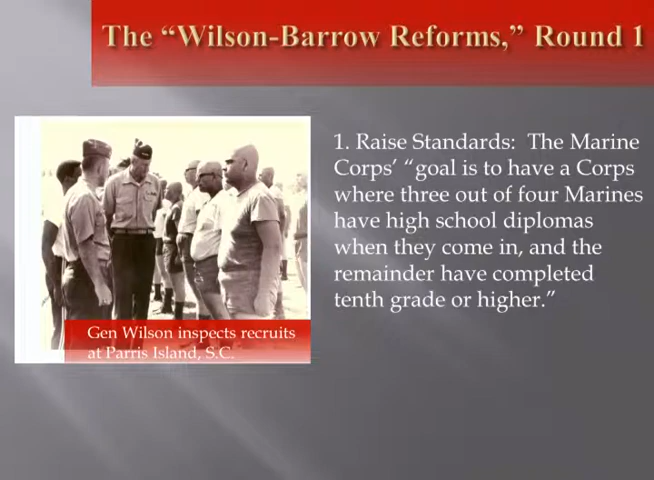 The “Wilson-Barrow Reforms,” Round 1
1. Raise Standards:  The Marine
Corps’ “goal is to have a Corps
where three out of four Marines
have high school diplomas
when they come in, and the
remainder have completed
tenth grade or higher.”
Gen Wilson inspects recruits
at Parris Island, S.C.